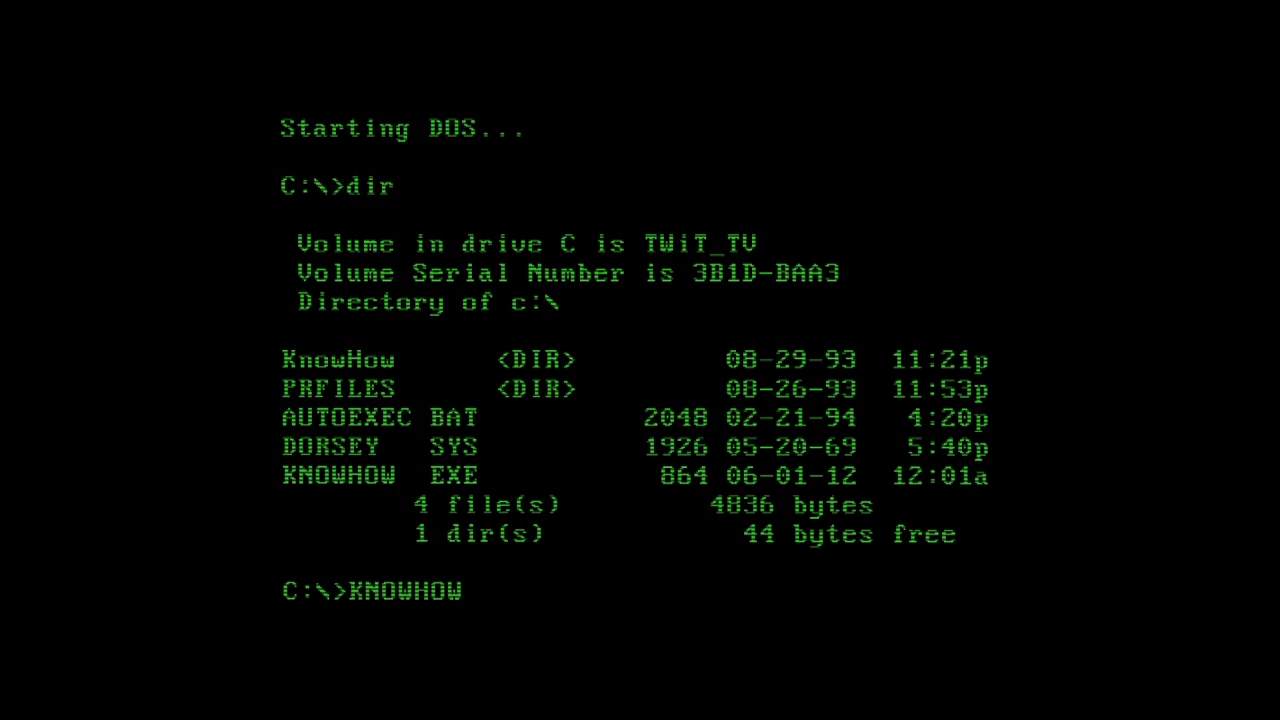 Starting DOS...
C:\>dir
Volume in drive C is TWiT_TV
Volume Serial Number is 3B1D-BAA3
Directory of c:\
KnowHow <DIR> 08-29-93 11:21p
PRFILES <DIR> 08-26-93 11:53p
AUTOEXEC BAT 2048 02-21-94 4:20p
DORSEY SYS 1926 05-20-69 5:40p
KNOWHOW EXE 864 06-01-12 12:01a
4 file(s) 4836 bytes
1 dir(s) 44 bytes free
C:\>KNOWHOW